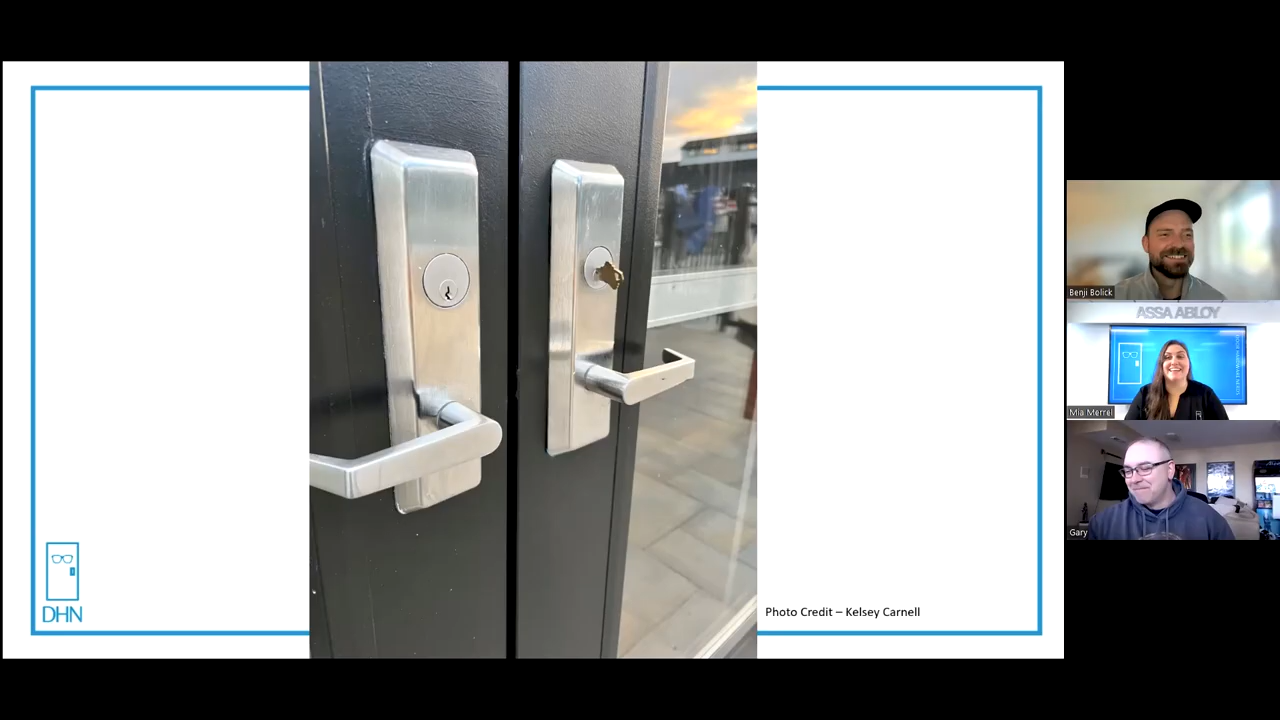 DHN
Photo Credit – Kelsey Carnell
Benji Bolick
ASSA ABLOY
Mia Merrel
Gary